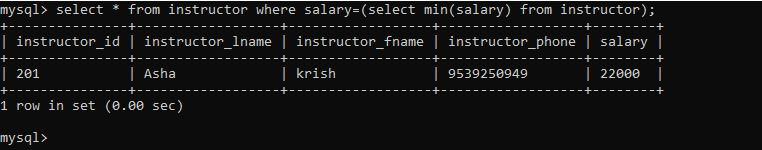 mysql> select * from instructor where salary=(select min(salary) from instructor);
+---------------+------------------+------------------+------------------+--------+
| instructor_id | instructor_lname | instructor_fname | instructor_phone | salary |
+---------------+------------------+------------------+------------------+--------+
| 201           | Asha             | krish            | 9539250949       | 22000  |
+---------------+------------------+------------------+------------------+--------+
1 row in set (0.00 sec)
mysql>